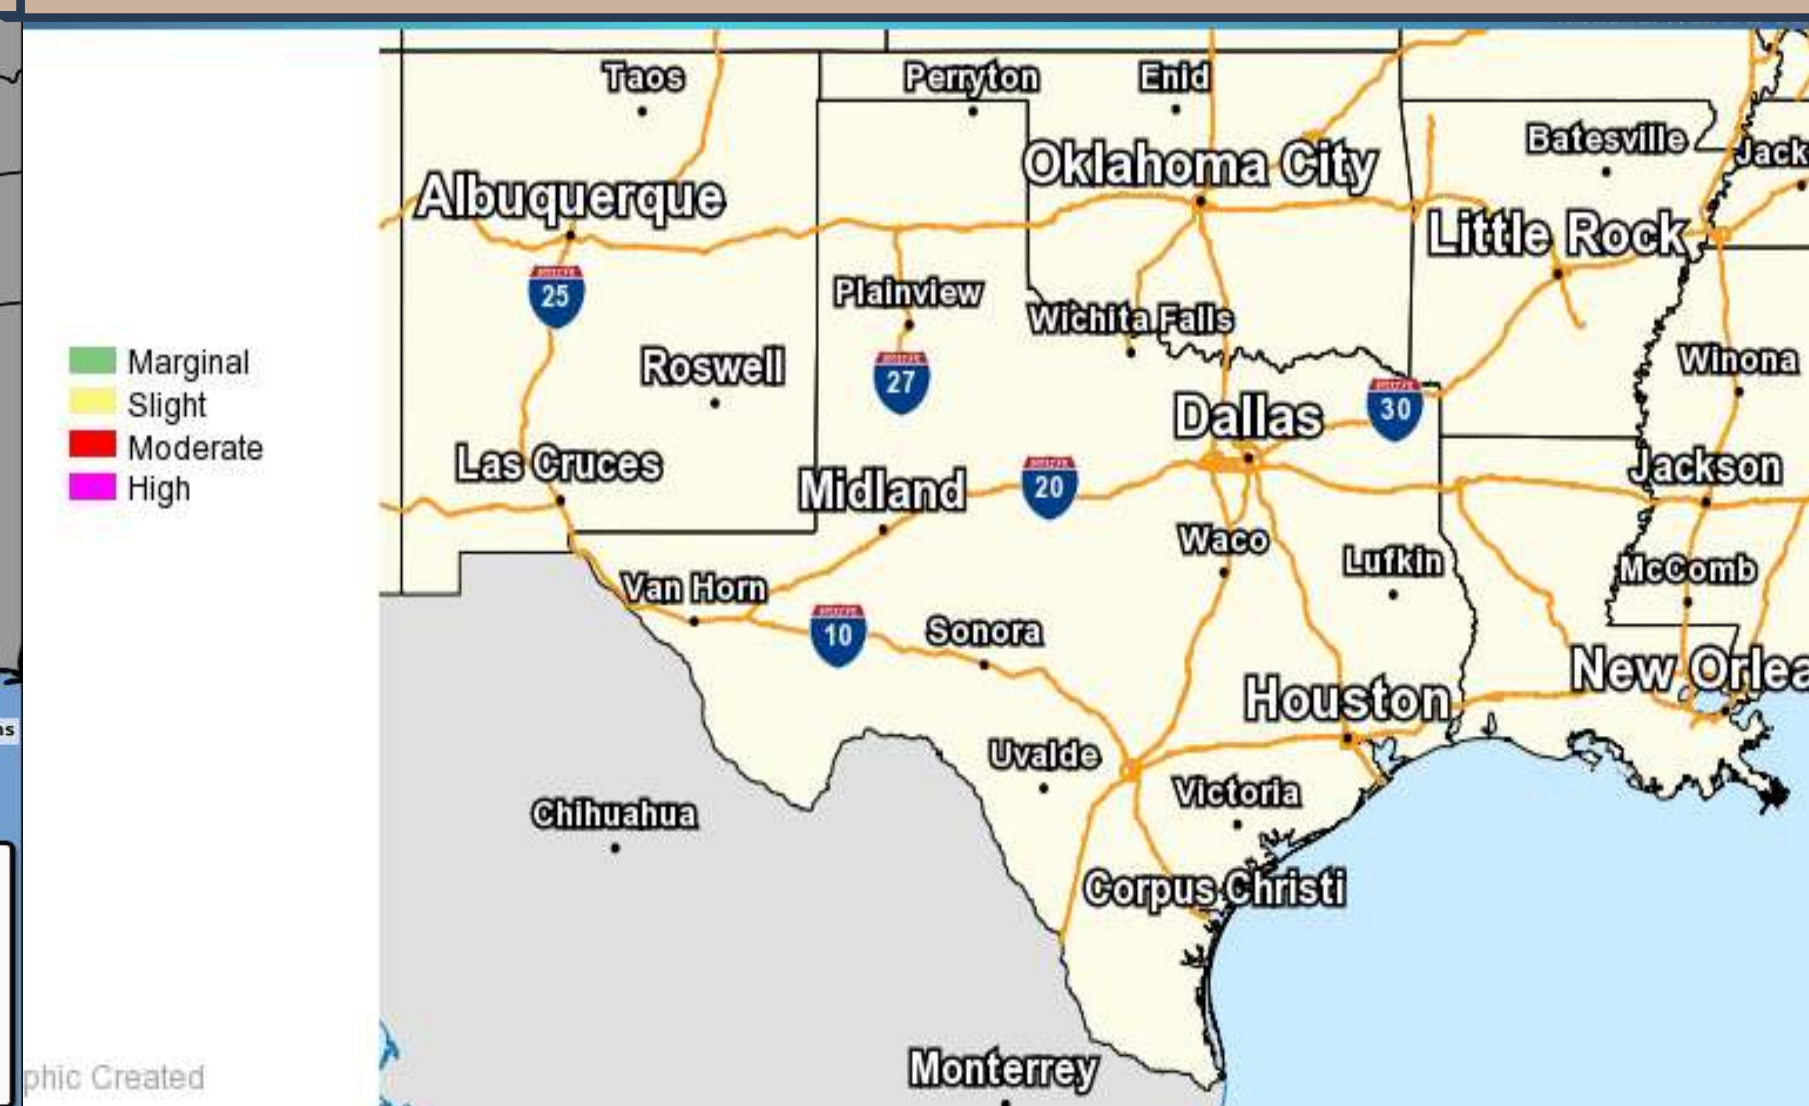 Taos
Perryton
Enid
Batesville
Jack
Oklahoma City
Albuquerque
Little Rock
25
Plainview
Wichita Falls
Winona
Roswell
27
30
Dallas
Marginal
Slight
Moderate
High
Las Cruces
Midland
20
Jackson
Waco
Lufkin
McComb
Van Horn
10
Sonora
New Orlea
Houston
ns
Uvalde
Victoria
Chihuahua
Corpus Christi
Monterrey
phic Created